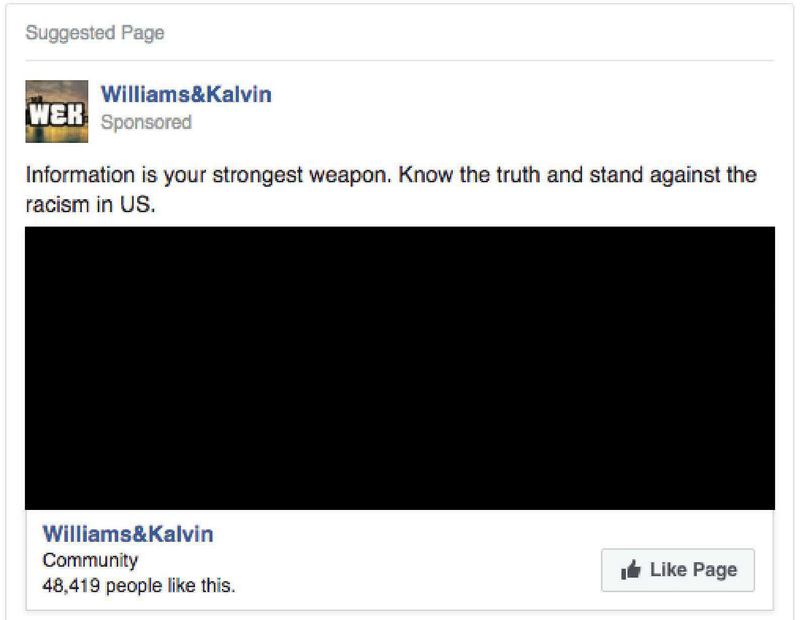 Suggested Page
Williams&Kalvin
W&K
Sponsored
Information is your strongest weapon. Know the truth and stand against the
racism in US.
Williams&Kalvin
Community
48,419 people like this.
Like Page